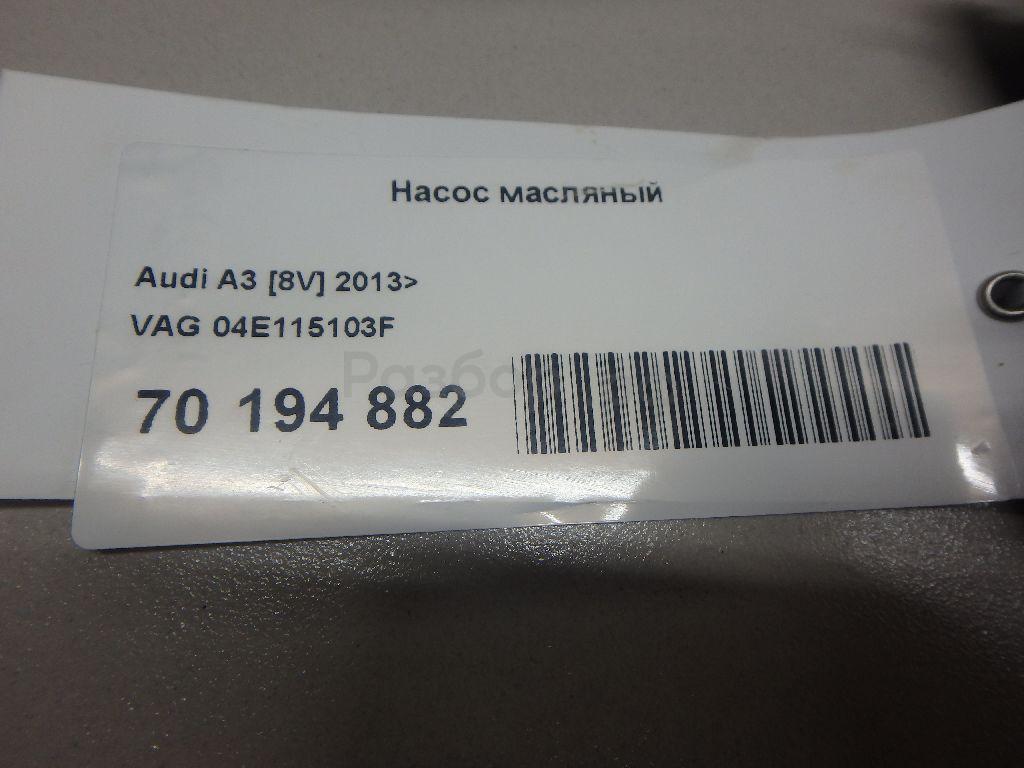 Насос масляный
Audi A3 [8V] 2013>
VAG 04E115103F
70 194 882